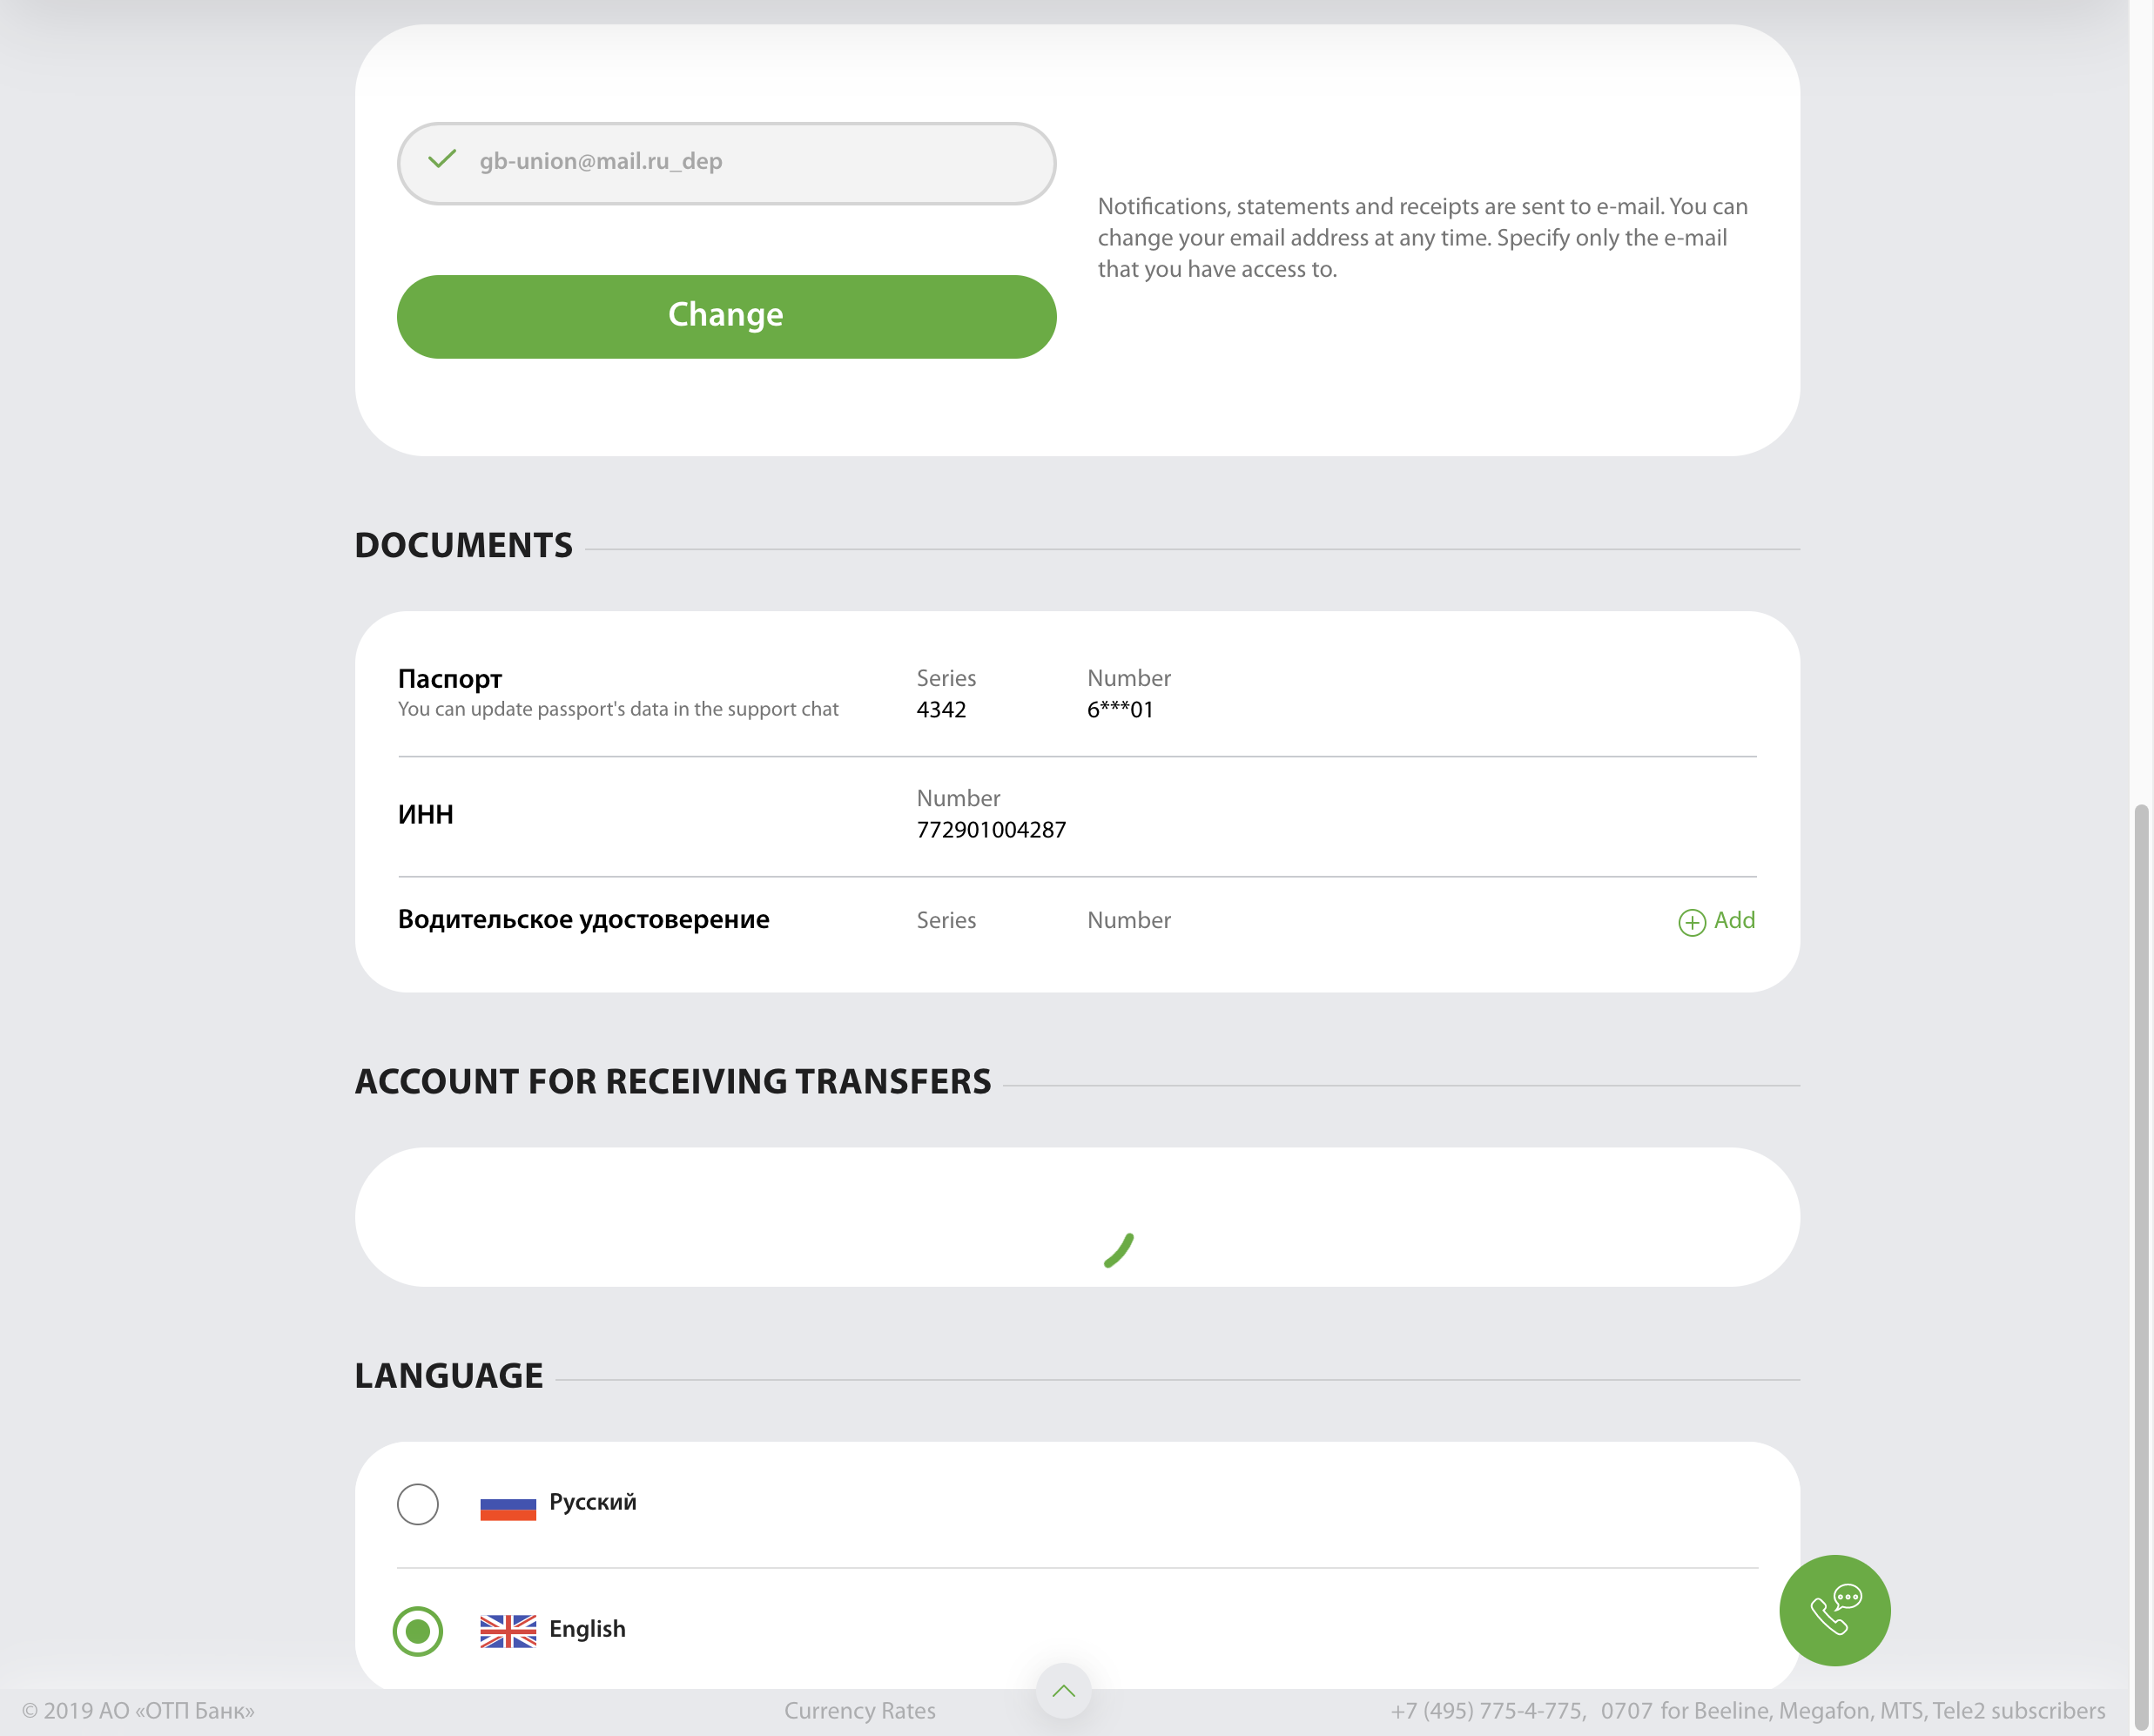 gb-union@mail.ru_dep
Notifications, statements and receipts are sent to e-mail. You can
change your email address at any time. Specify only the e-mail
that you have access to.
Change
DOCUMENTS
Паспорт
You can update passport's data in the support chat
Series
4342
Number
6***01
ИНН
Number
772901004287
Водительское удостоверение
Series
Number
Add
ACCOUNT FOR RECEIVING TRANSFERS
LANGUAGE
Русский
English
© 2019 АО «ОТП Банк»
Currency Rates
+7 (495) 775-4-775, 0707 for Beeline, Megafon, MTS, Tele2 subscribers